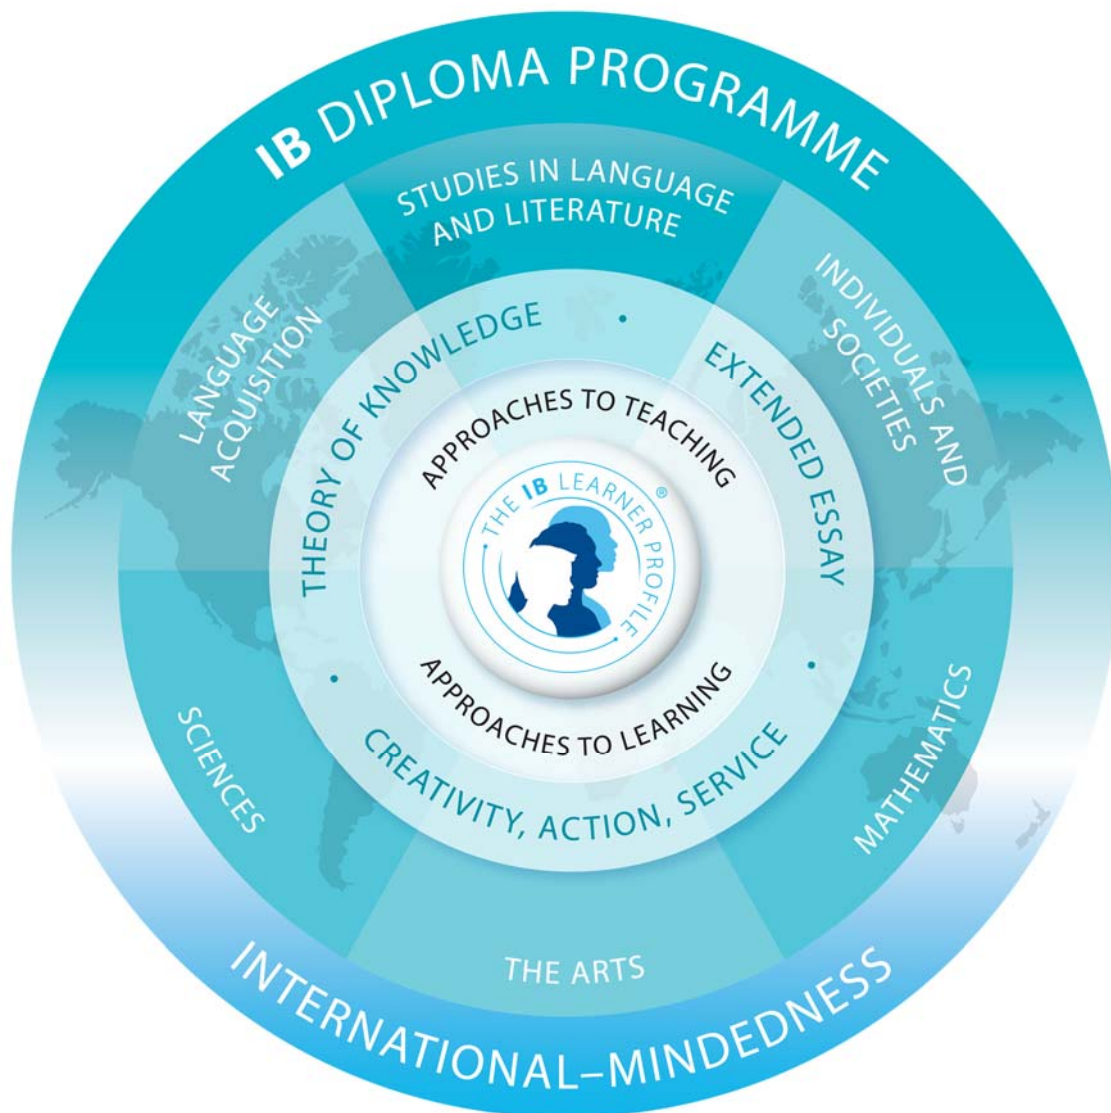 IB DIPLOMA PROGRAMME
STUDIES IN LANGUAGE
AND LITERATURE
LANGUAGE
ACQUISITION
INDIVIDUALS AND
SOCIETIES
THEORY OF KNOWLEDGE
·
EXTENDED ESSAY
APPROACHES TO TEACHING
· THE IB LEARNER PROFILE ·
®
APPROACHES TO LEARNING
·
CREATIVITY, ACTION, SERVICE
·
SCIENCES
MATHEMATICS
THE ARTS
INTERNATIONAL–MINDEDNESS